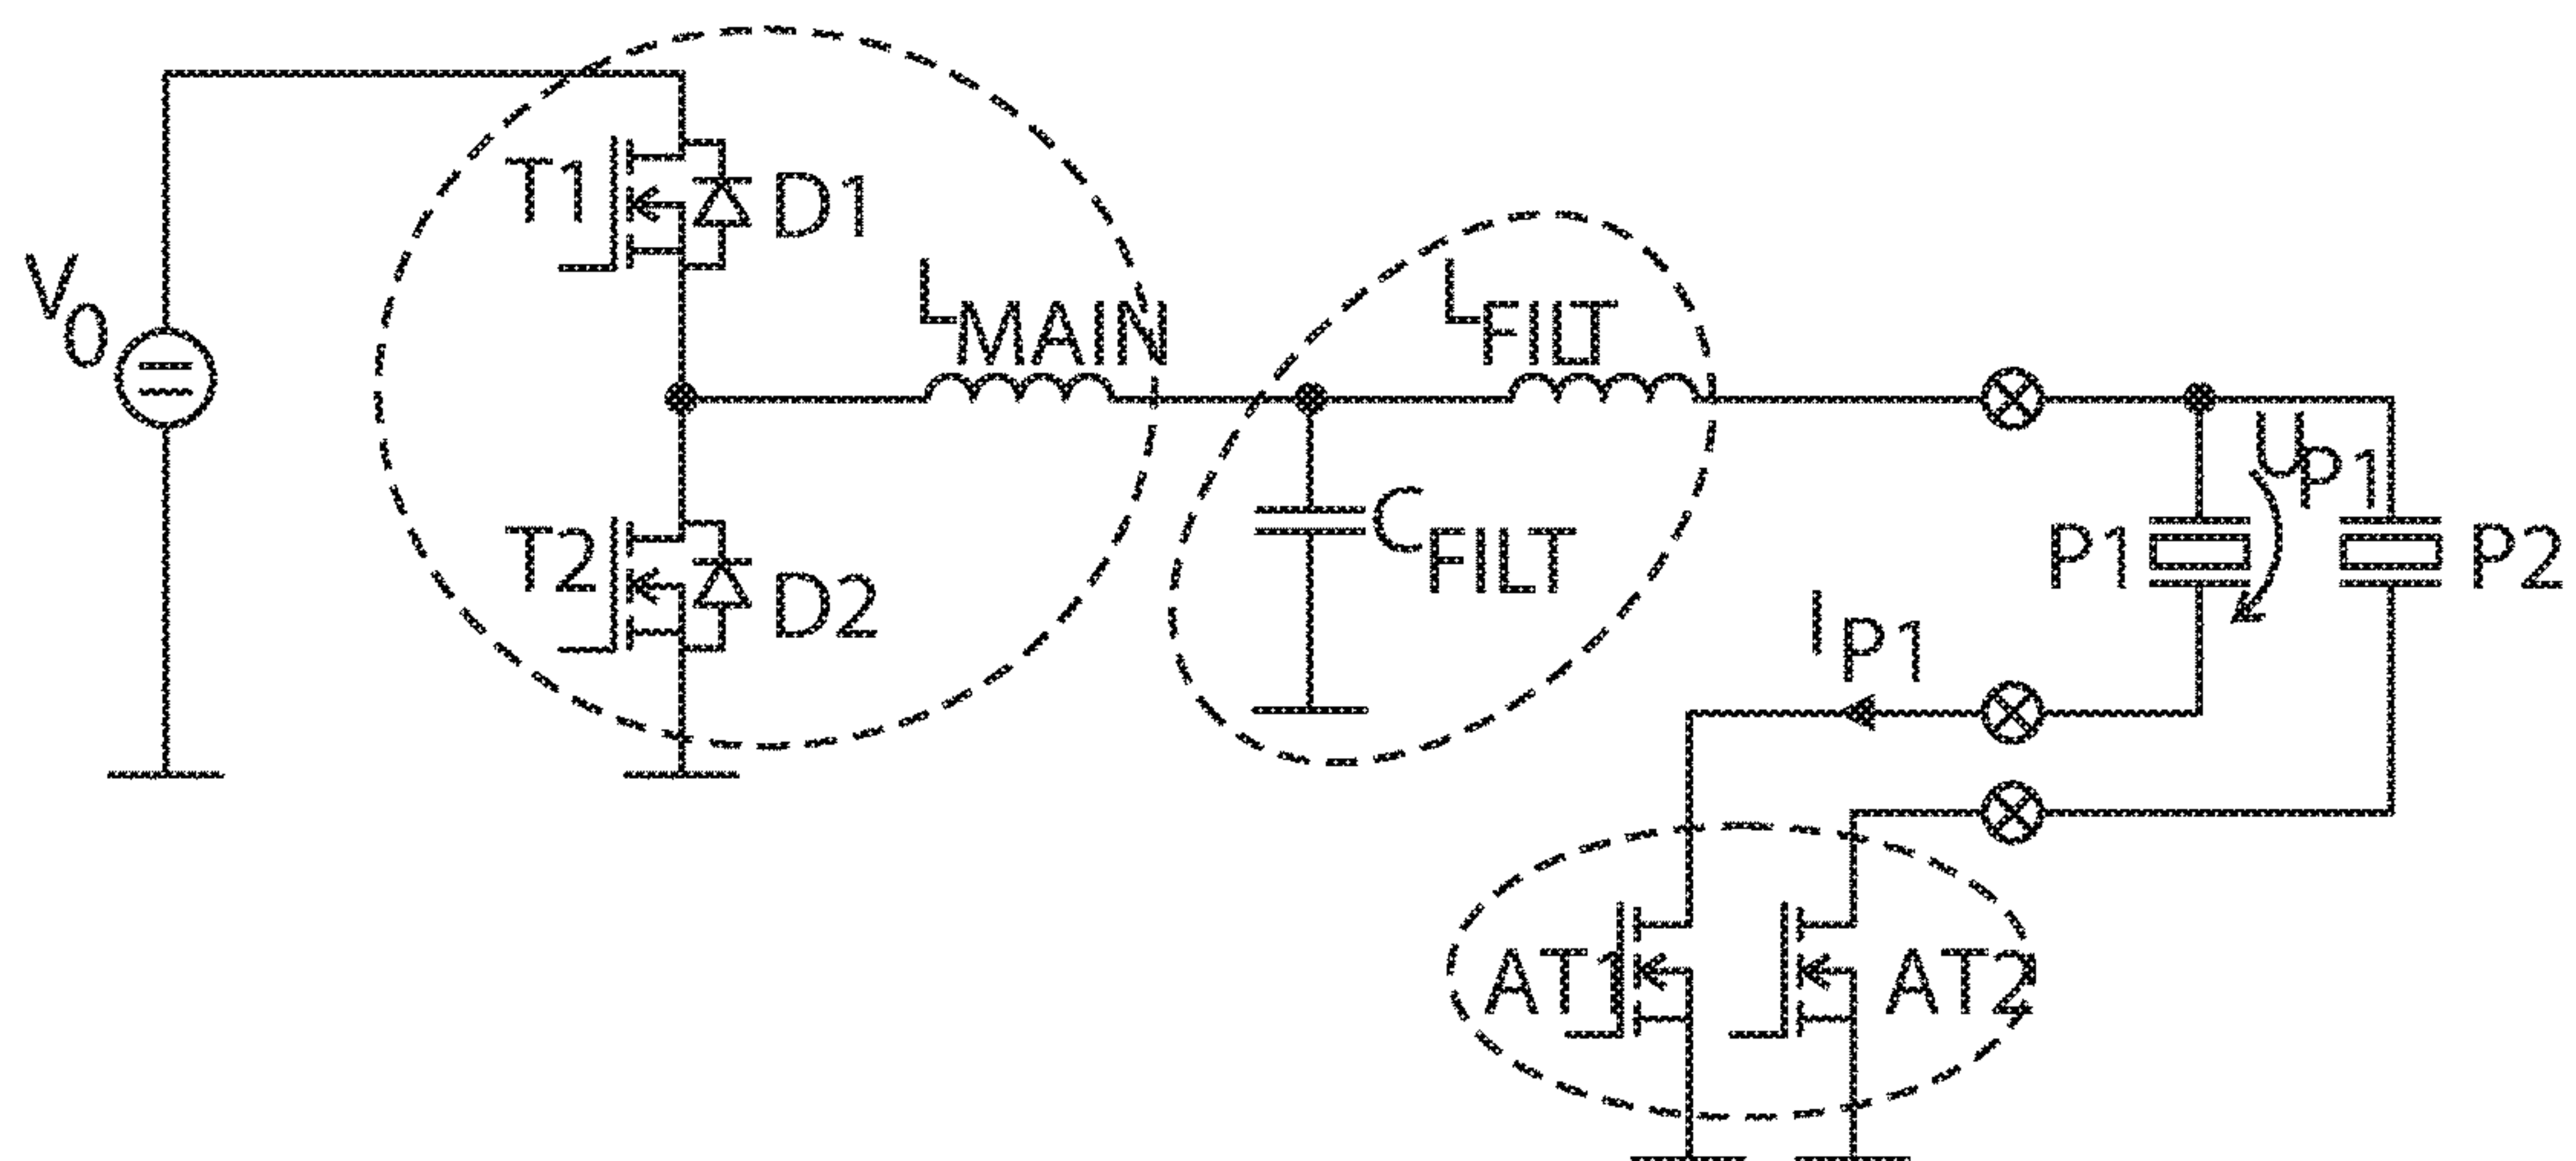 V0
T1
D1
LMAIN
LFILT
T2
D2
CFILT
UP1
P1
P2
IP1
AT1
AT2